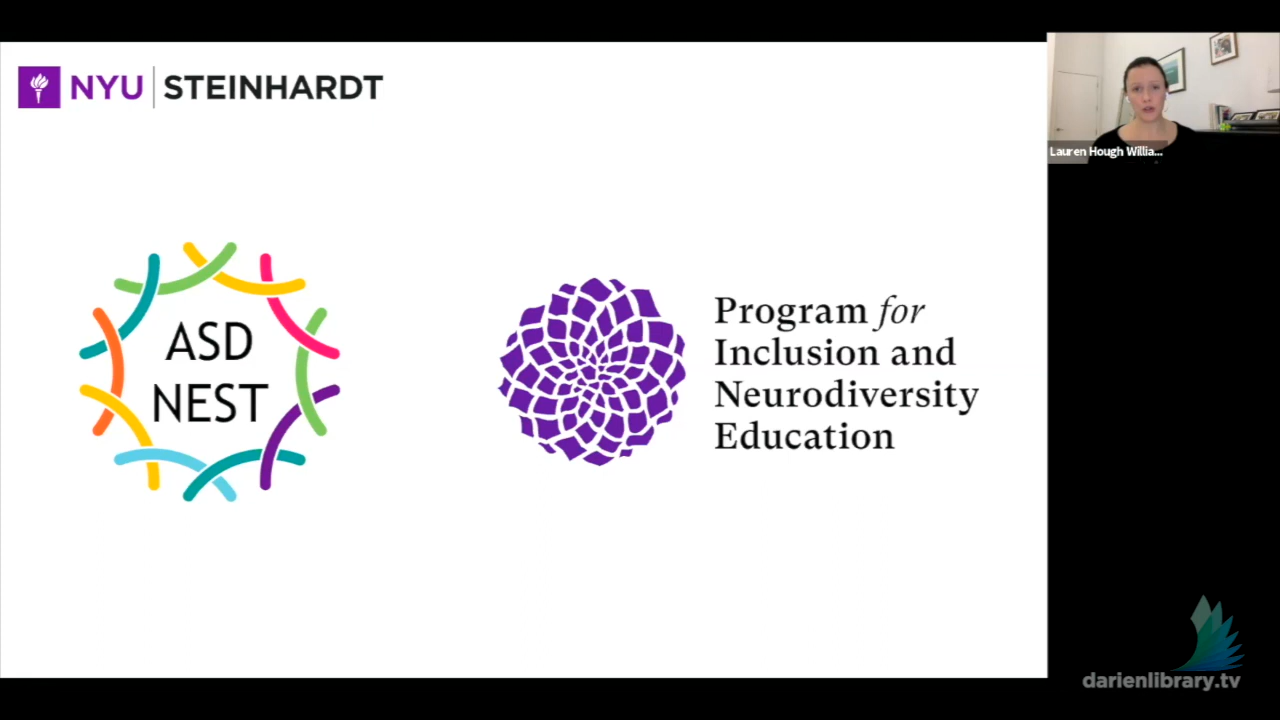 NYU | STEINHARDT
Lauren Hough Willia...
ASD
NEST
Program for
Inclusion and
Neurodiversity
Education
darienlibrary.tv